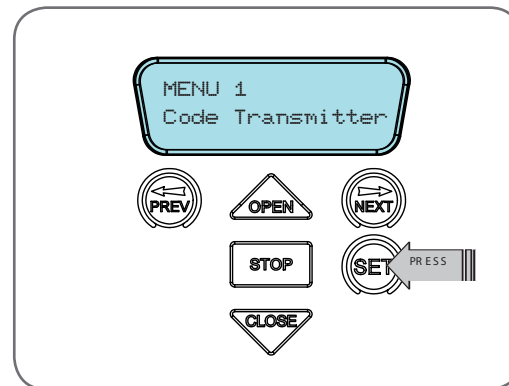 MENU 1
Code Transmitter
PREV
OPEN
NEXT
STOP
SET
PRESS
CLOSE